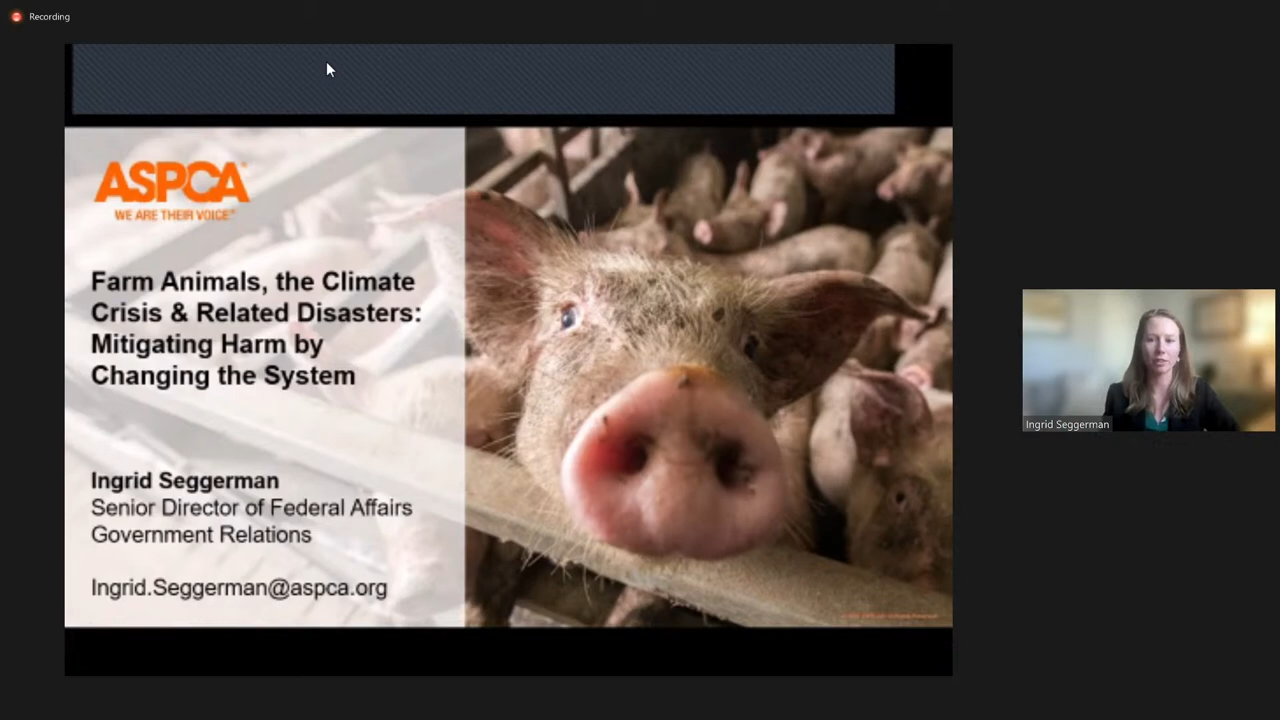 Recording
ASPCA
WE ARE THEIR VOICE
Farm Animals, the Climate
Crisis & Related Disasters:
Mitigating Harm by
Changing the System
Ingrid Seggerman
Senior Director of Federal Affairs
Government Relations
Ingrid.Seggerman@aspca.org
Ingrid Seggerman